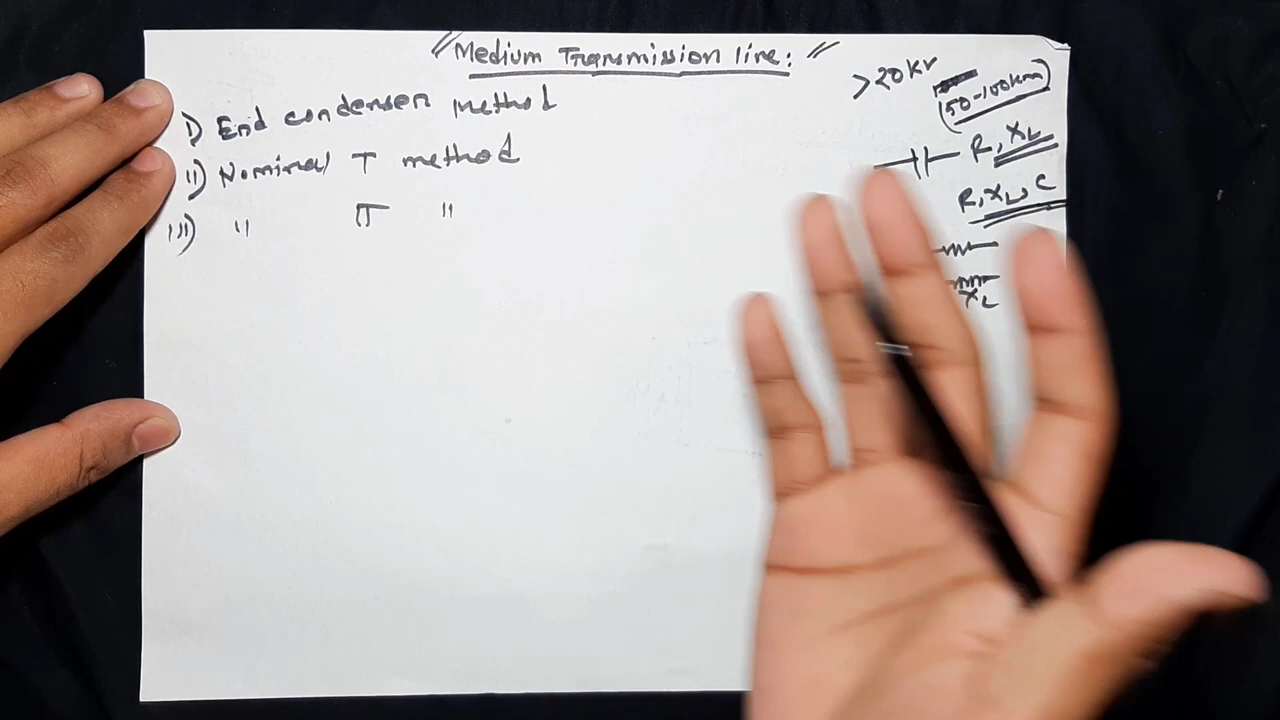 "Medium Transmission line:"
>20kv
(50-100km)
i) End condenser Method
ii) Nominal T method
iii) " π "
R, XL
R, XL, C
XL